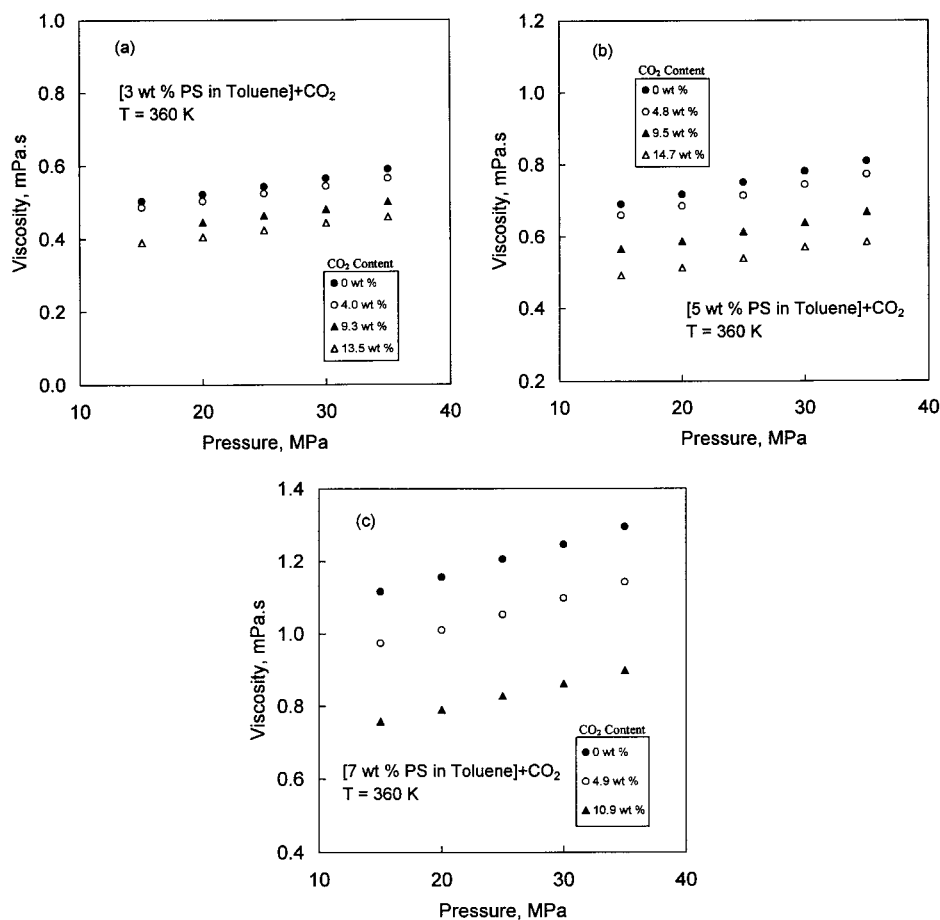 (a)
[3 wt % PS in Toluene]+CO2
T = 360 K
Viscosity, mPa.s
1.0
0.8
0.6
0.4
0.2
0.0
CO2 Content
0 wt %
4.0 wt %
9.3 wt %
13.5 wt %
10 20 30 40
Pressure, MPa
(b)
CO2 Content
0 wt %
4.8 wt %
9.5 wt %
14.7 wt %
Viscosity, mPa.s
1.2
1.0
0.8
0.6
0.4
0.2
[5 wt % PS in Toluene]+CO2
T = 360 K
10 20 30 40
Pressure, MPa
(c)
Viscosity, mPa.s
1.4
1.2
1.0
0.8
0.6
0.4
[7 wt % PS in Toluene]+CO2
T = 360 K
CO2 Content
0 wt %
4.9 wt %
10.9 wt %
10 20 30 40
Pressure, MPa